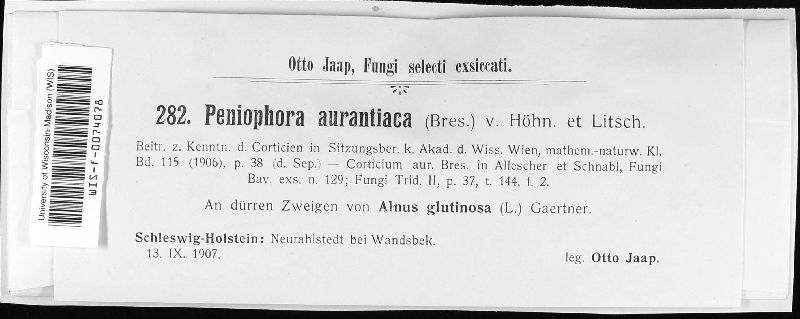 Otto Jaap, Fungi selecti exsiccati.
282. Peniophora aurantiaca (Bres.) v. Höhn. et Litsch.
Beitr. z. Kenntn. d. Corticien in Sitzungsber. k. Akad. d. Wiss. Wien, mathem.-naturw. Kl.
Bd. 115 (1906), p. 38 (d. Sep.) — Corticium aur. Bres. in Allescher et Schnabl, Fungi
Bav. exs. n. 129; Fungi Trid. II, p. 37, t. 144. f. 2.
An dürren Zweigen von Alnus glutinosa (L.) Gaertner.
Schleswig-Holstein: Neurahlstedt bei Wandsbek.
13. IX. 1907.
leg. Otto Jaap.
University of Wisconsin-Madison (WIS)
WIS-f-0074078